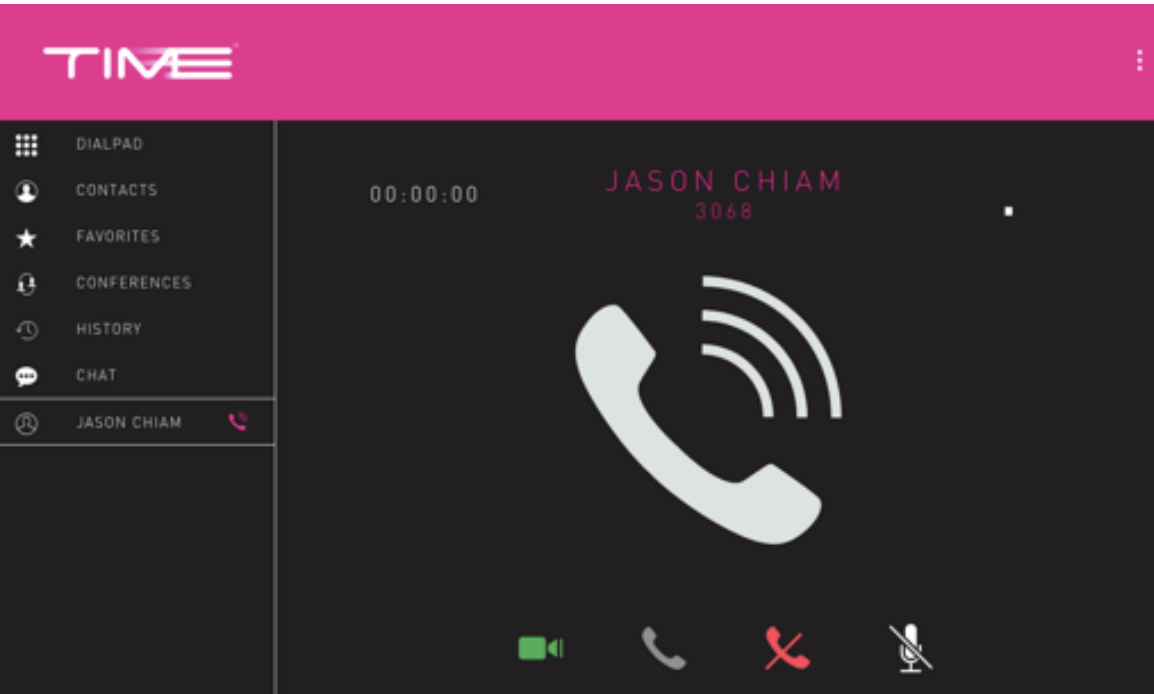 TIME
DIALPAD
CONTACTS
FAVORITES
CONFERENCES
HISTORY
CHAT
JASON CHIAM
00:00:00
JASON CHIAM
3068